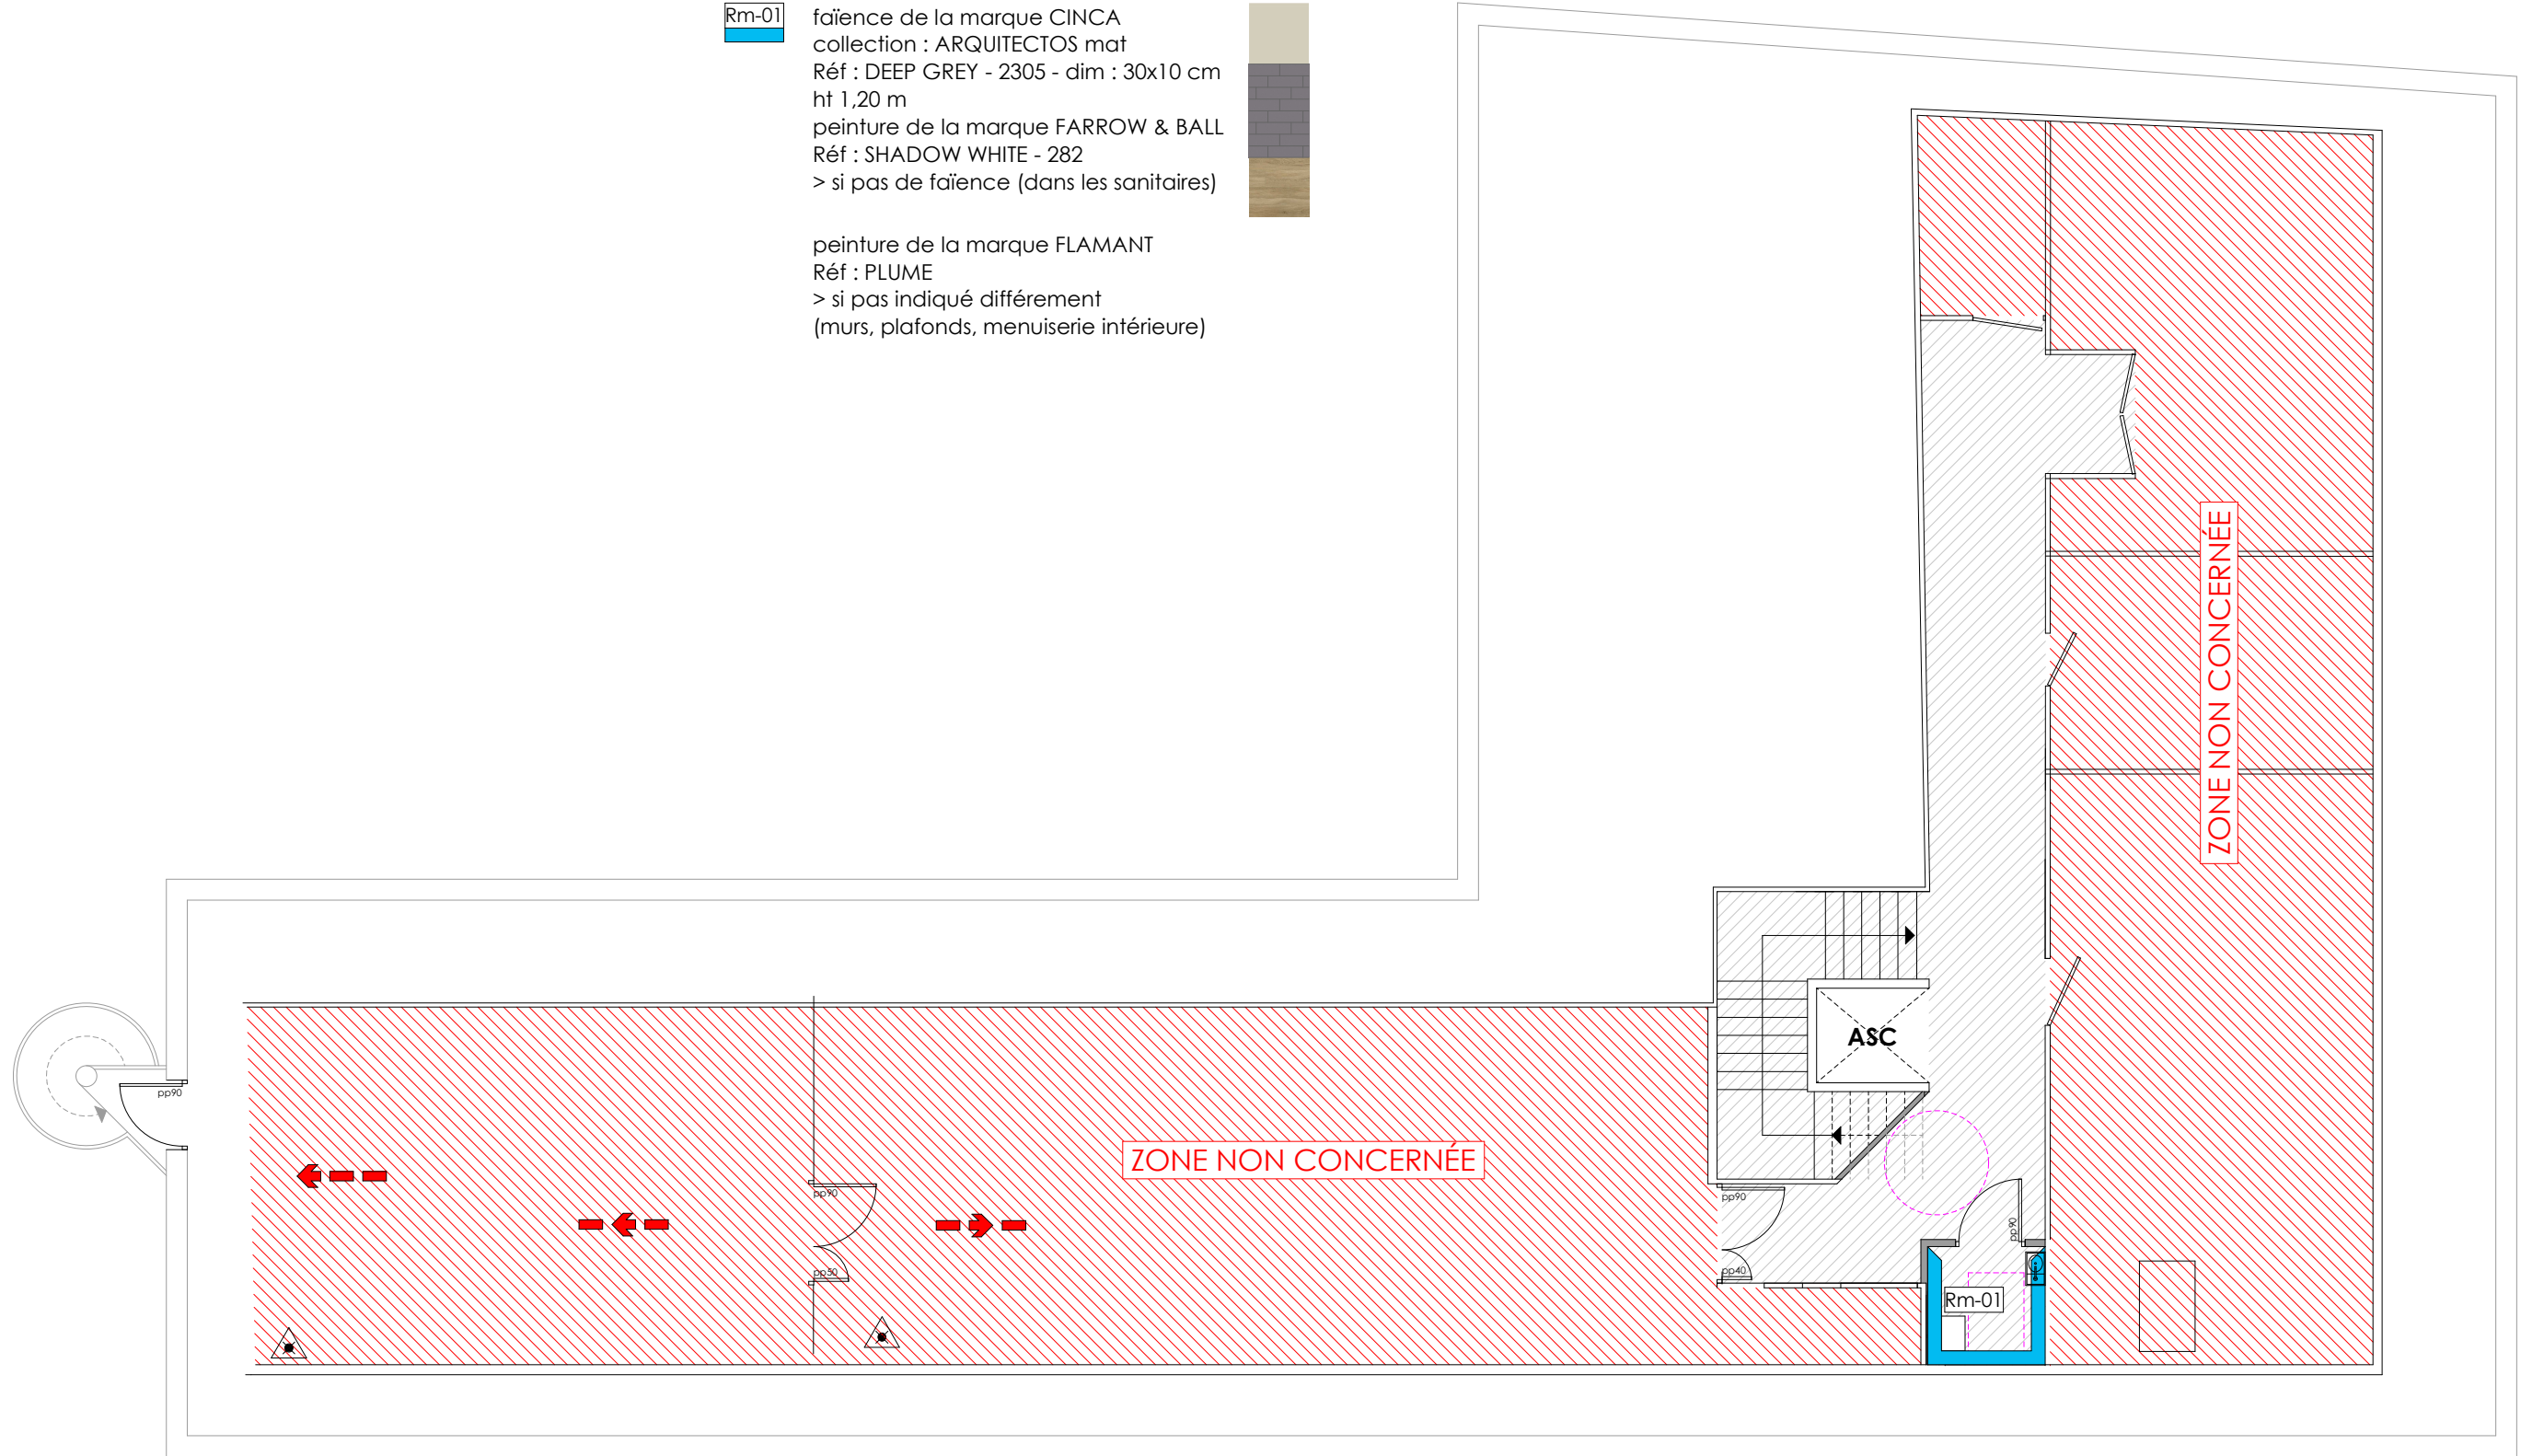 Rm-01
faïence de la marque CINCA
collection : ARQUITECTOS mat
Réf : DEEP GREY - 2305 - dim : 30x10 cm
ht 1,20 m
peinture de la marque FARROW & BALL
Réf : SHADOW WHITE - 282
> si pas de faïence (dans les sanitaires)
peinture de la marque FLAMANT
Réf : PLUME
> si pas indiqué différement
(murs, plafonds, menuiserie intérieure)
ZONE NON CONCERNÉE
ASC
pp90
ZONE NON CONCERNÉE
pp90
pp90
pp90
pp50
pp40
Rm-01